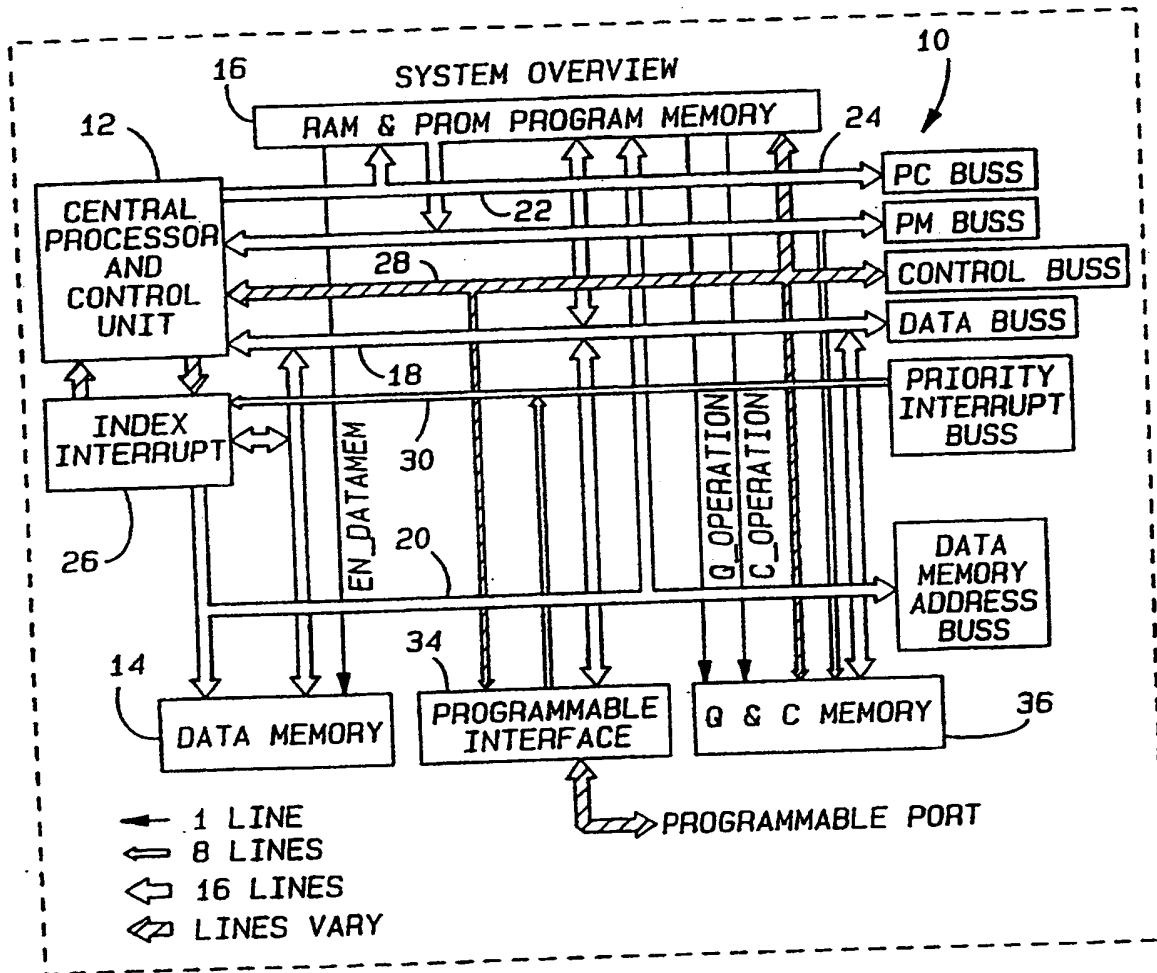 10
16
SYSTEM OVERVIEW
RAM & PROM PROGRAM MEMORY
12
24
CENTRAL
PROCESSOR
AND
CONTROL
UNIT
PC BUSS
22
PM BUSS
28
CONTROL BUSS
DATA BUSS
18
PRIORITY
INTERRUPT
BUSS
INDEX
INTERRUPT
30
EN_DATAMEM
Q_OPERATION
C_OPERATION
26
20
DATA
MEMORY
ADDRESS
BUSS
14
34
DATA MEMORY
PROGRAMMABLE
INTERFACE
Q & C MEMORY
36
PROGRAMMABLE PORT
1 LINE
8 LINES
16 LINES
LINES VARY